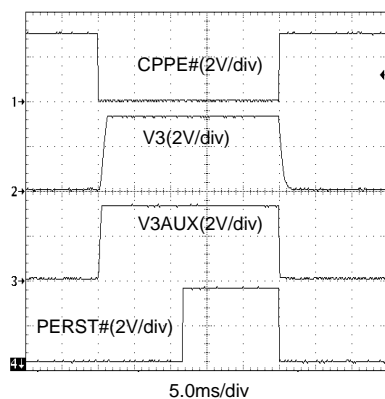 CPPE#(2V/div)
1
V3(2V/div)
2
V3AUX(2V/div)
3
PERST#(2V/div)
4
5.0ms/div